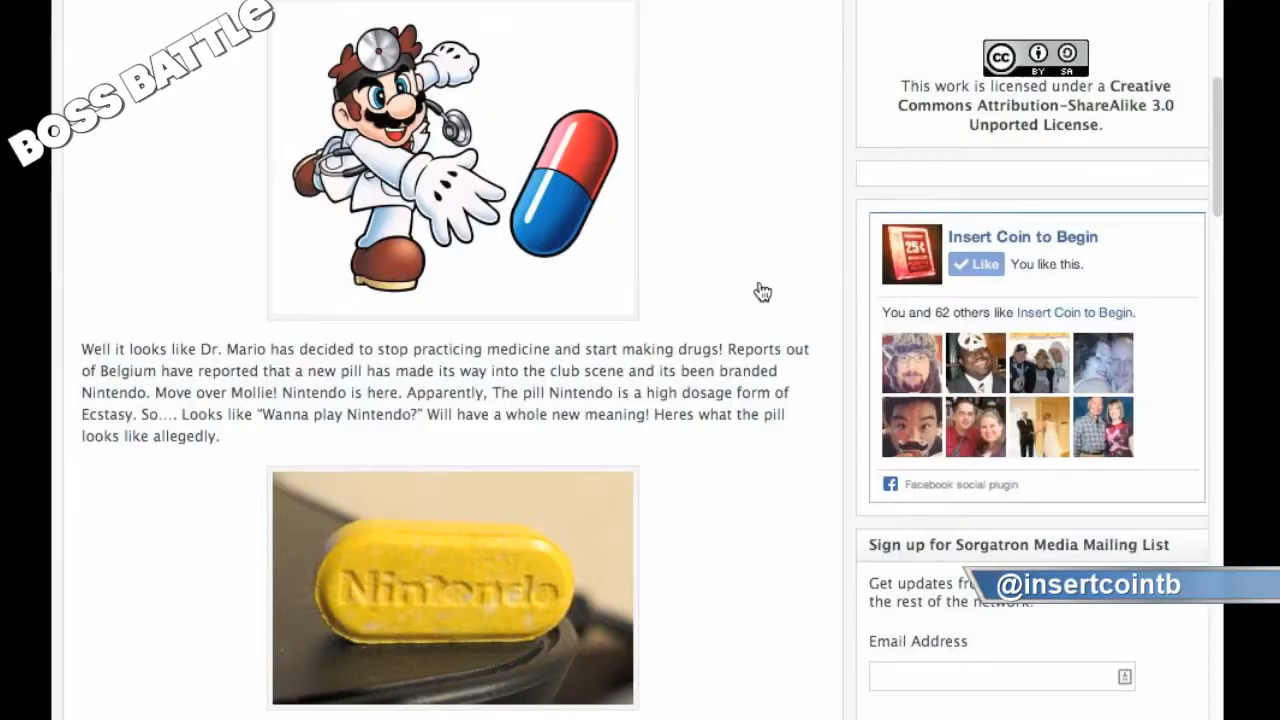 BOSS BATTLE
Well it looks like Dr. Mario has decided to stop practicing medicine and start making drugs! Reports out
of Belgium have reported that a new pill has made its way into the club scene and its been branded
Nintendo. Move over Mollie! Nintendo is here. Apparently, The pill Nintendo is a high dosage form of
Ecstasy. So.... Looks like “Wanna play Nintendo?” Will have a whole new meaning! Heres what the pill
looks like allegedly.
Nintendo
CC
BY SA
This work is licensed under a Creative
Commons Attribution-ShareAlike 3.0
Unported License.
25¢
Insert Coin to Begin
Like You like this.
You and 62 others like Insert Coin to Begin.
Facebook social plugin
Sign up for Sorgatron Media Mailing List
Get updates
the rest of the network.
@insertcointb
Email Address